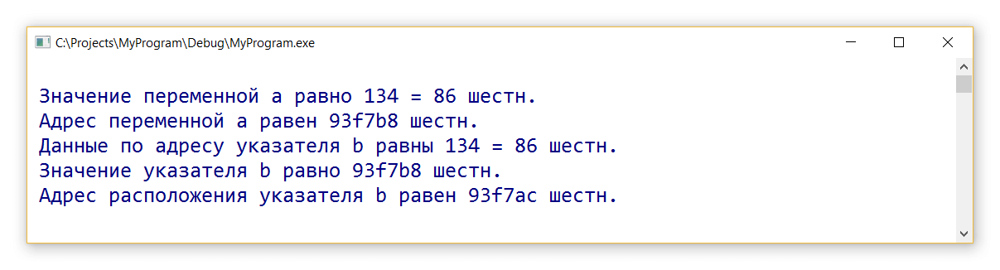 C:\Projects\MyProgram\Debug\MyProgram.exe
Значение переменной a равно 134 = 86 шестн.
Адрес переменной a равен 93f7b8 шестн.
Данные по адресу указателя b равны 134 = 86 шестн.
Значение указателя b равно 93f7b8 шестн.
Адрес расположения указателя b равен 93f7ac шестн.